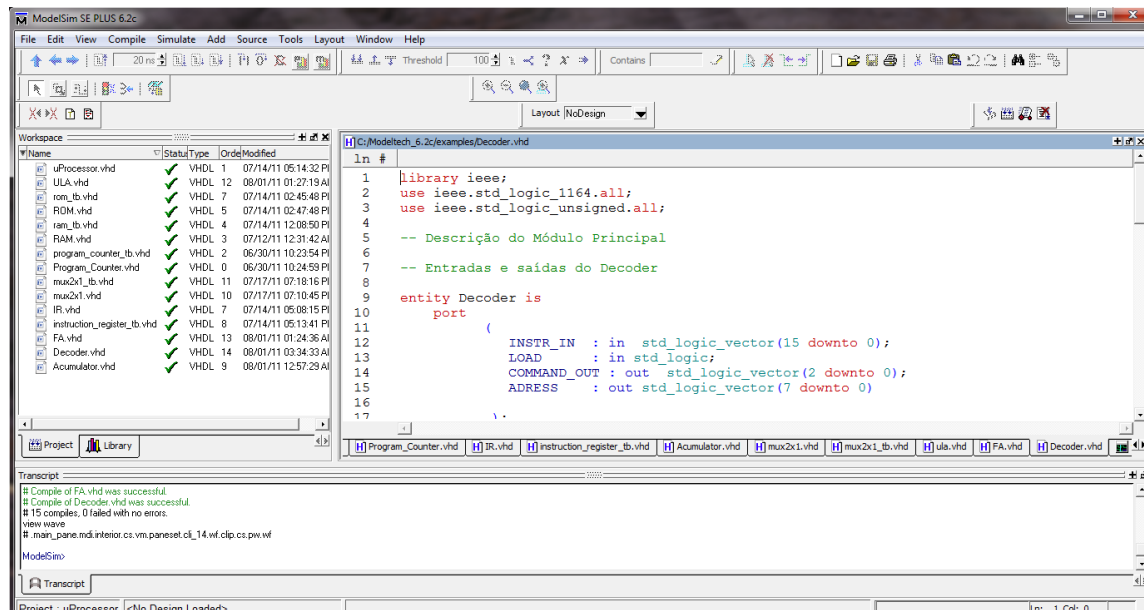 ModelSim SE PLUS 6.2c
File Edit View Compile Simulate Add Source Tools Layout Window Help
20 ns Threshold 100 Contains
Layout NoDesign
Workspace
C:/Modeltech_6.2c/examples/Decoder.vhd
Name Status Type Orde Modified
uProcessor.vhd VHDL 1 07/14/11 05:14:32 PI
ULA.vhd VHDL 12 08/01/11 01:27:19 AI
rom_tb.vhd VHDL 7 07/14/11 02:45:48 PI
ROM.vhd VHDL 5 07/14/11 02:47:48 PI
ram_tb.vhd VHDL 4 07/14/11 12:08:50 PI
RAM.vhd VHDL 3 07/12/11 12:31:42 AI
program_counter_tb.vhd VHDL 2 06/30/11 10:23:54 PI
Program_Counter.vhd VHDL 0 06/30/11 10:24:59 PI
mux2x1_tb.vhd VHDL 11 07/17/11 07:18:16 PI
mux2x1.vhd VHDL 10 07/17/11 07:10:45 PI
IR.vhd VHDL 7 07/14/11 05:08:15 PI
instruction_register_tb.vhd VHDL 8 07/14/11 05:13:41 PI
FA.vhd VHDL 13 08/01/11 01:24:36 AI
Decoder.vhd VHDL 14 08/01/11 03:34:33 AI
Acumulator.vhd VHDL 9 08/01/11 12:57:29 AI
Project Library
ln #
1 library ieee;
2 use ieee.std_logic_1164.all;
3 use ieee.std_logic_unsigned.all;
4
5 -- Descrição do Módulo Principal
6
7 -- Entradas e saídas do Decoder
8
9 entity Decoder is
10 port
11 (
12 INSTR_IN : in std_logic_vector(15 downto 0);
13 LOAD : in std_logic;
14 COMMAND_OUT : out std_logic_vector(2 downto 0);
15 ADRESS : out std_logic_vector(7 downto 0)
16
17 );
Program_Counter.vhd IR.vhd instruction_register_tb.vhd Acumulator.vhd mux2x1.vhd mux2x1_tb.vhd ula.vhd FA.vhd Decoder.vhd
Transcript
# Compile of FA.vhd was successful.
# Compile of Decoder.vhd was successful.
# 15 compiles, 0 failed with no errors.
view wave
# .main_pane.mdi.interior.cs.vm.paneset.cli_14.wf.clip.cs.pw.wf
ModelSim>
Transcript
Project : uProcessor <No Design Loaded> Ln: 1 Col: 0